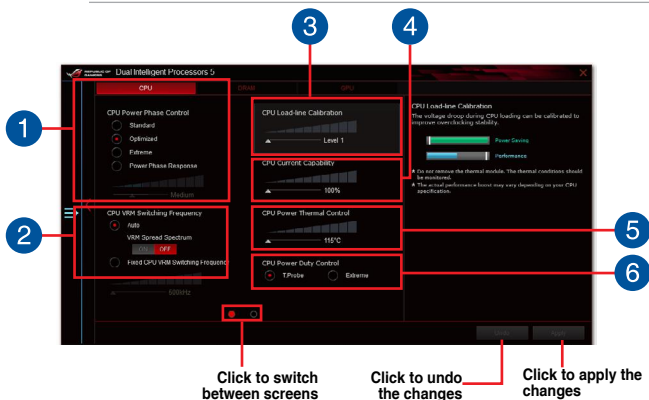 3
4
REPUBLIC OF GAMERS
Dual Intelligent Processors 5
CPU
DRAM
GPU
1
CPU Power Phase Control
Standard
Optimized
Extreme
Power Phase Response
Medium
CPU Load-line Calibration
Level 1
CPU Load-line Calibration
The voltage droop during CPU loading can be calibrated to
improve overclocking stability.
Power Saving
Performance
* Do not remove the thermal module. The thermal conditions should
be monitored.
* The actual performance boost may vary depending on your CPU
specification.
CPU Current Capability
100%
2
CPU VRM Switching Frequency
Auto
VRM Spread Spectrum
ON OFF
Fixed CPU VRM Switching Frequency
CPU Power Thermal Control
115°C
5
CPU Power Duty Control
T.Probe
Extreme
6
Undo
Apply
Click to switch
between screens
Click to undo
the changes
Click to apply the
changes